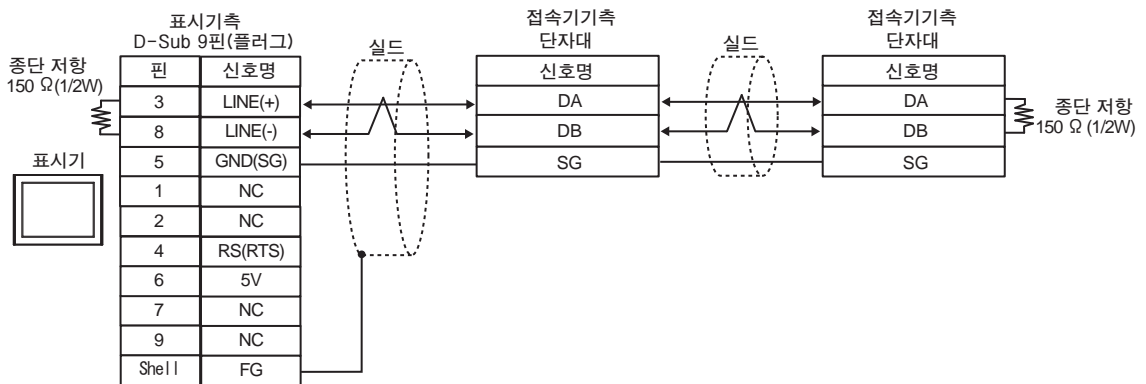 표시기측
D-Sub 9핀(플러그)
종단 저항
150 Ω(1/2W)
표시기
핀 신호명
3 LINE(+)
8 LINE(-)
5 GND(SG)
1 NC
2 NC
4 RS(RTS)
6 5V
7 NC
9 NC
Shell FG
실드
접속기기측
단자대
신호명
DA
DB
SG
실드
접속기기측
단자대
신호명
DA
DB
SG
종단 저항
150 Ω (1/2W)